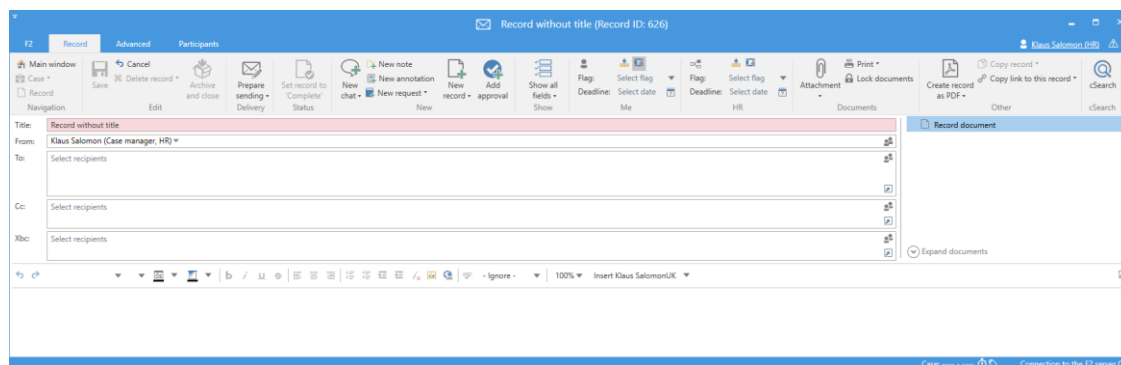 Record without title (Record ID: 626)
F2 Record Advanced Participants Klaus Salomon (HR)
Main window Cancel New note Flag: Select flag Flag: Select flag Print Copy record
Case Delete record New annotation Deadline: Select date Deadline: Select date Lock documents Copy link to this record
Record New request
Save
Archive and close
Prepare sending
Set record to 'Complete'
New chat
New record
Add approval
Show all fields
Attachment
Create record as PDF
cSearch
Navigation Edit Delivery Status New Show Me HR Documents Other cSearch
Title: Record without title Record document
From: Klaus Salomon (Case manager, HR)
To: Select recipients
Cc: Select recipients
Xbc: Select recipients
Expand documents
b / u - Ignore - 100% Insert Klaus SalomonUK
Connection to the F2 server